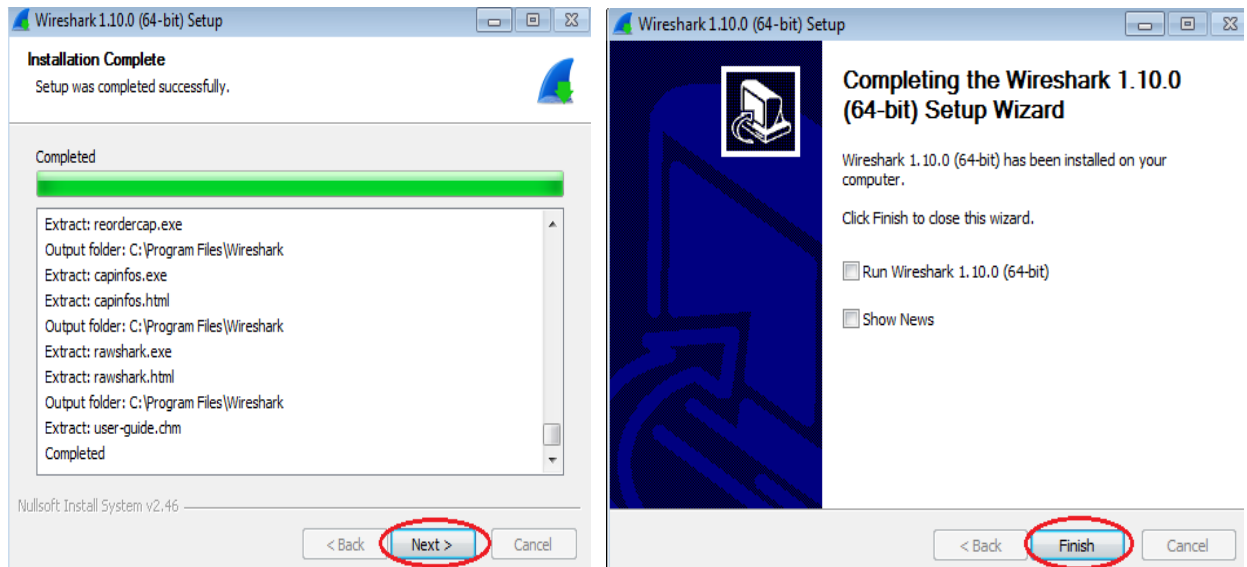 Wireshark 1.10.0 (64-bit) Setup
Installation Complete
Setup was completed successfully.
Completed
Extract: reordercap.exe
Output folder: C:\Program Files\Wireshark
Extract: capinfos.exe
Extract: capinfos.html
Output folder: C:\Program Files\Wireshark
Extract: rawshark.exe
Extract: rawshark.html
Output folder: C:\Program Files\Wireshark
Extract: user-guide.chm
Completed
Nullsoft Install System v2.46
< Back Next > Cancel
Wireshark 1.10.0 (64-bit) Setup
Completing the Wireshark 1.10.0
(64-bit) Setup Wizard
Wireshark 1.10.0 (64-bit) has been installed on your
computer.
Click Finish to close this wizard.
Run Wireshark 1.10.0 (64-bit)
Show News
< Back Finish Cancel